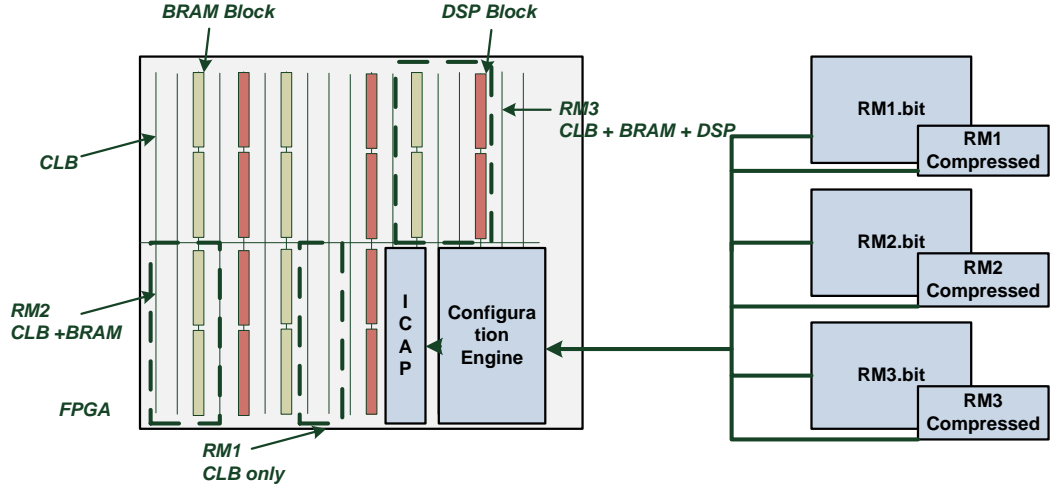 BRAM Block
DSP Block
RM3
CLB + BRAM + DSP
CLB
RM2
CLB +BRAM
FPGA
RM1
CLB only
I
C
A
P
Configura
tion
Engine
RM1.bit
RM1
Compressed
RM2.bit
RM2
Compressed
RM3.bit
RM3
Compressed